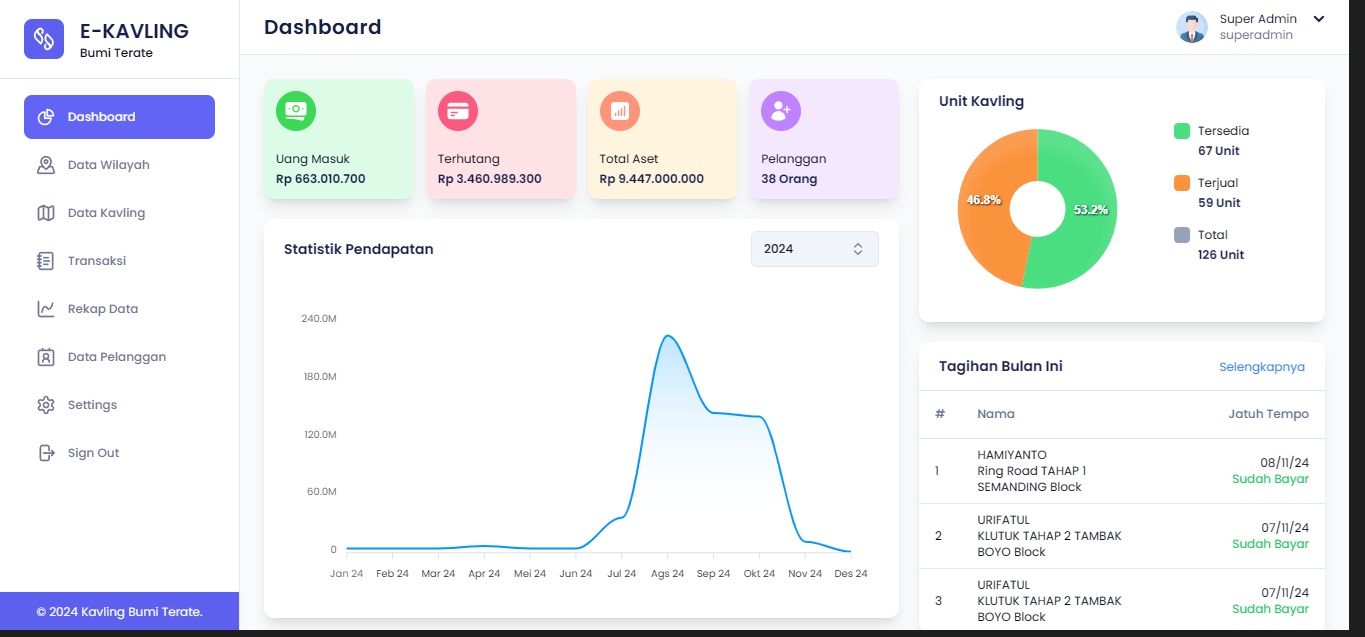 E-KAVLING
Bumi Terate
Dashboard
Data Wilayah
Data Kavling
Transaksi
Rekap Data
Data Pelanggan
Settings
Sign Out
© 2024 Kavling Bumi Terate.
Dashboard
Super Admin
superadmin
Uang Masuk
Rp 663.010.700
Terhutang
Rp 3.460.989.300
Total Aset
Rp 9.447.000.000
Pelanggan
38 Orang
Statistik Pendapatan
2024
240.0M
180.0M
120.0M
60.0M
0
Jan 24 Feb 24 Mar 24 Apr 24 Mei 24 Jun 24 Jul 24 Ags 24 Sep 24 Okt 24 Nov 24 Des 24
Unit Kavling
46.8%
53.2%
Tersedia
67 Unit
Terjual
59 Unit
Total
126 Unit
Tagihan Bulan Ini
Selengkapnya
# Nama Jatuh Tempo
1
HAMIYANTO
Ring Road TAHAP 1
SEMANDING Block
08/11/24
Sudah Bayar
2
URIFATUL
KLUTUK TAHAP 2 TAMBAK
BOYO Block
07/11/24
Sudah Bayar
3
URIFATUL
KLUTUK TAHAP 2 TAMBAK
BOYO Block
07/11/24
Sudah Bayar